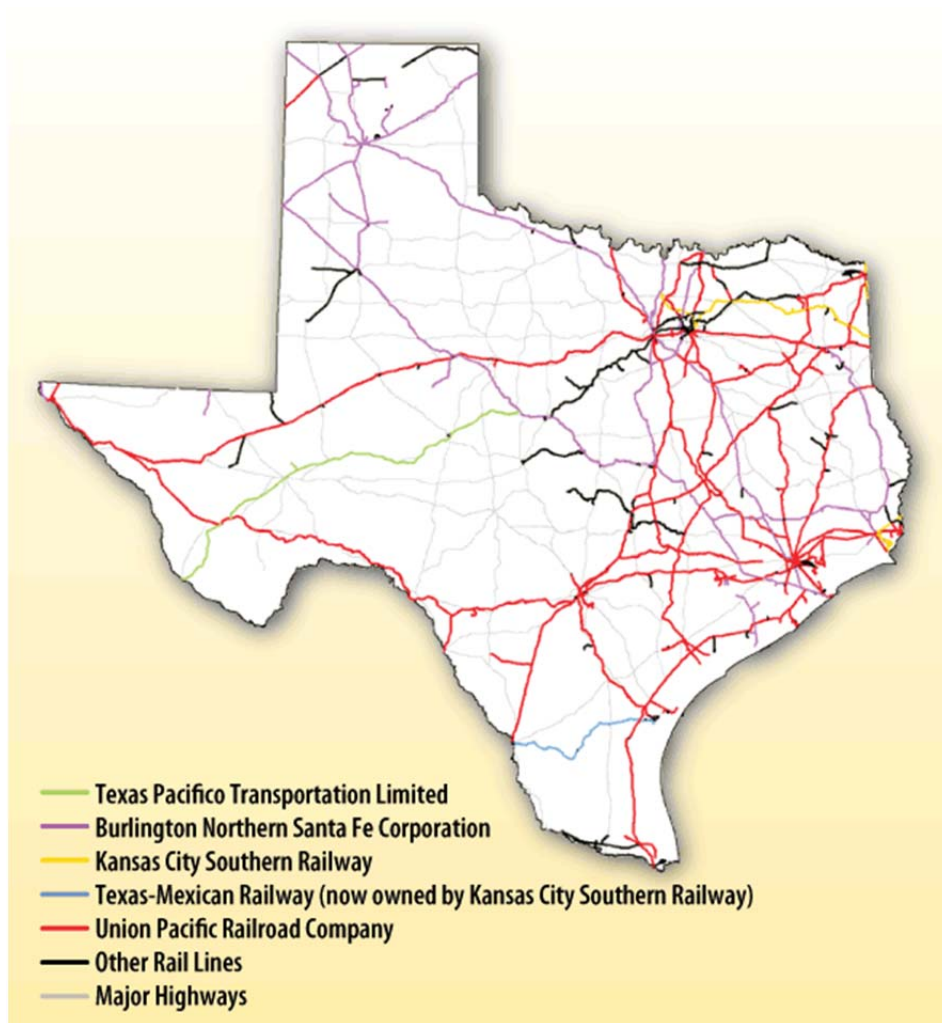 Texas Pacifico Transportation Limited
Burlington Northern Santa Fe Corporation
Kansas City Southern Railway
Texas-Mexican Railway (now owned by Kansas City Southern Railway)
Union Pacific Railroad Company
Other Rail Lines
Major Highways